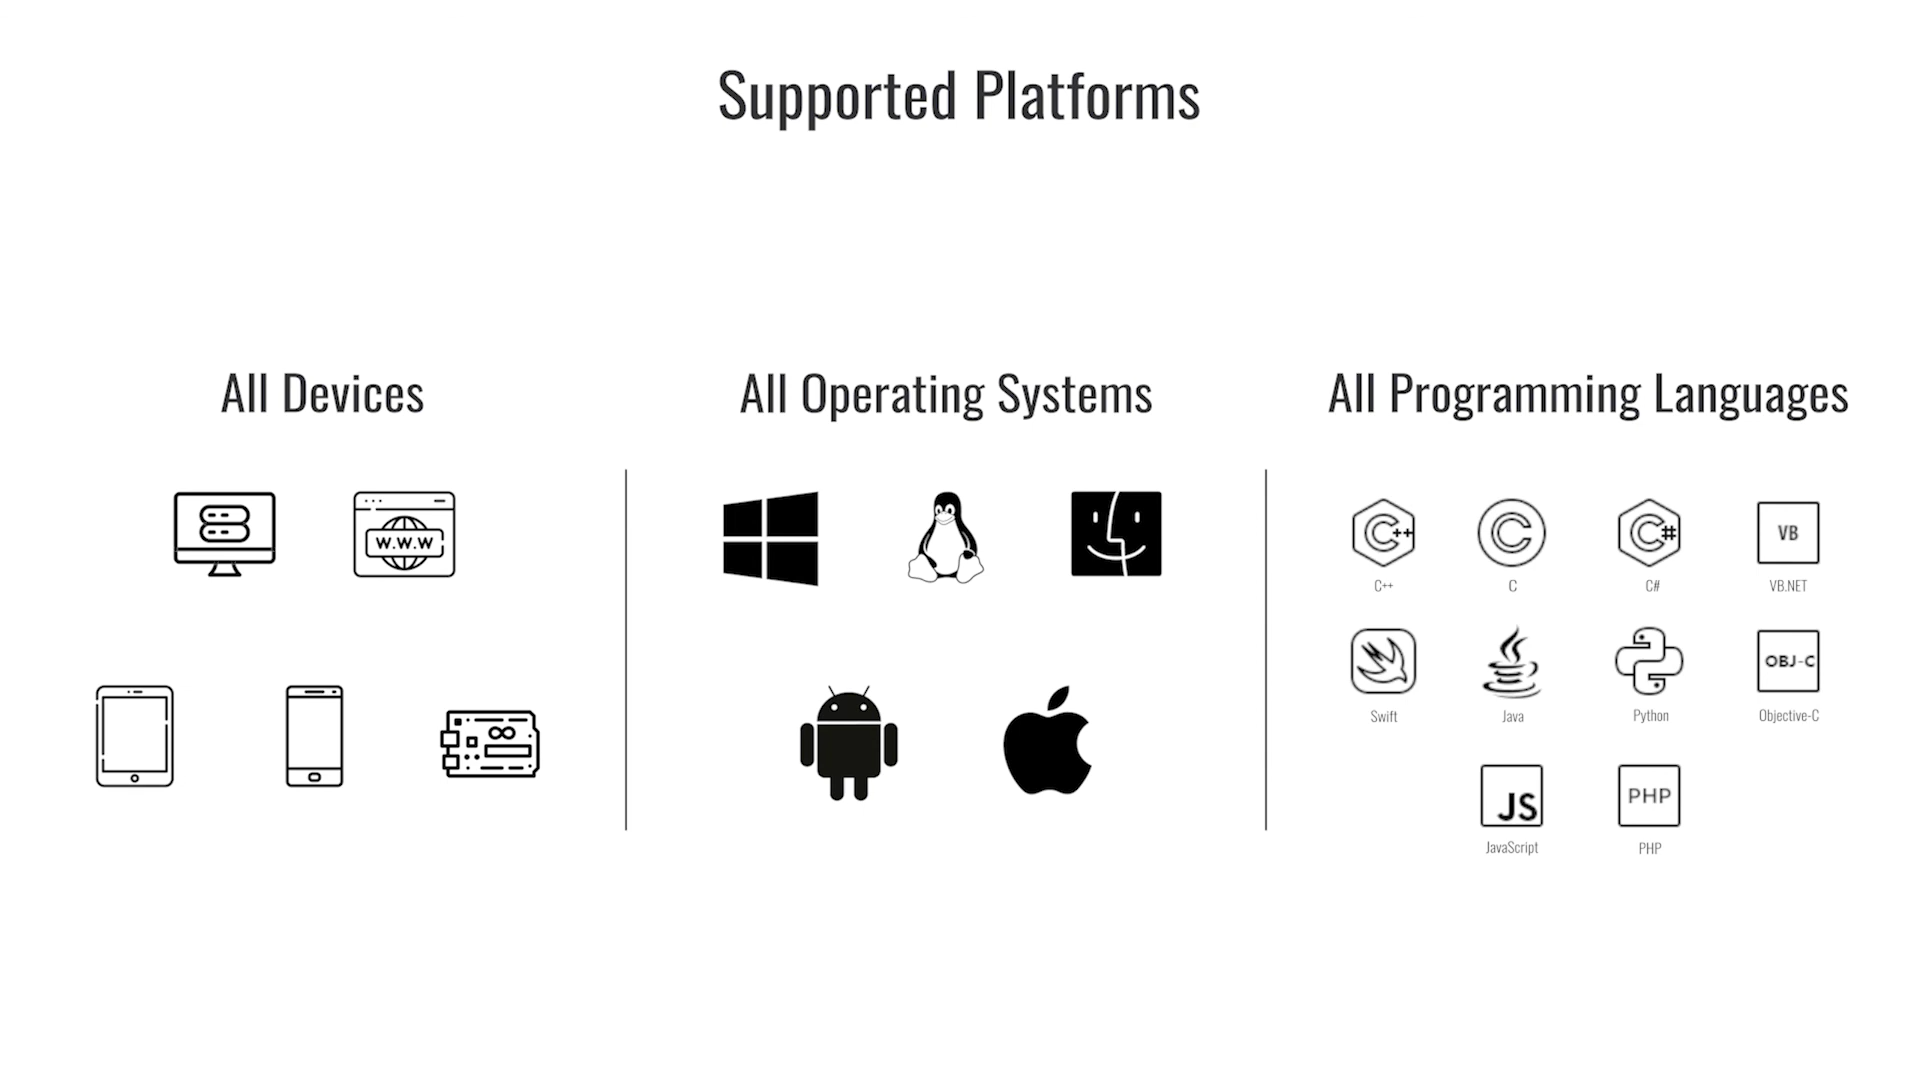 Supported Platforms
All Devices
W.W.W
All Operating Systems
All Programming Languages
C++
C
C#
VB
C++
C
C#
VB.NET
OBJ-C
Swift
Java
Python
Objective-C
JS
PHP
JavaScript
PHP